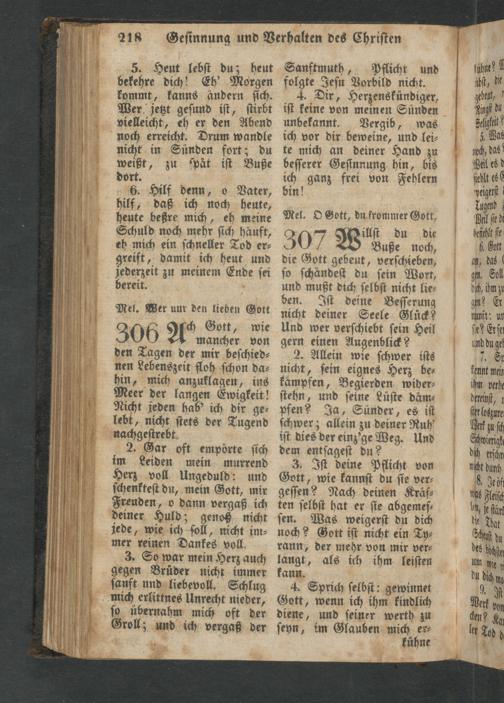 218 Gesinnung und Verhalten des Christen
5. Heut lebst du; heut
bekehre dich! Eh' Morgen
kommt, kanns ändern sich.
Wer jetzt gesund ist, stirbt
vielleicht, eh er den Abend
noch erreicht. Drum wandle
nicht in Sünden fort; du
weißt, zu spät ist Buße
dort.
6. Hilf denn, o Vater,
hilf, daß ich noch heute,
heute beßre mich, eh meine
Schuld noch mehr sich häuft,
eh mich ein schneller Tod er-
greift, damit ich heut und
jederzeit zu meinem Ende sei
bereit.
Mel. Wer nur den lieben Gott
306 Ach Gott, wie
mancher von
den Tagen der mir beschied-
nen Lebenszeit floh schon da-
hin, mich anzuklagen, ins
Meer der langen Ewigkeit!
Nicht jeden hab' ich dir ge-
lebt, nicht stets der Tugend
nachgestrebt.
2. Gar oft empörte sich
im Leiden mein murrend
Herz voll Ungeduld: und
schenktest du, mein Gott, mir
Freuden, o dann vergaß ich
deiner Huld; genoß nicht
jede, wie ich soll, nicht im-
mer reinen Dankes voll.
3. So war mein Herz auch
gegen Brüder nicht immer
sanft und liebevoll. Schlug
mich erlittnes Unrecht nieder,
so übernahm mich oft der
Groll; und ich vergaß der
Sanftmuth, Pflicht und
folgte Jesu Vorbild nicht.
4. Dir, Herzenskündiger,
ist keine von meinen Sünden
unbekannt. Vergib, was
ich vor dir beweine, und lei-
te mich an deiner Hand zu
besserer Gesinnung hin, bis
ich ganz frei von Fehlern
bin!
Mel. O Gott, du frommer Gott,
307 Willst du die
Buße noch,
die Gott gebeut, verschieben,
so schändest du sein Wort,
und mußt dich selbst nicht lie-
ben. Ist deine Besserung
nicht deiner Seele Glück?
Und wer verschiebt sein Heil
gern einen Augenblick?
2. Allein wie schwer ists
nicht, sein eignes Herz be-
kämpfen, Begierden wider-
stehn, und seine Lüste däm-
pfen? Ja, Sünder, es ist
schwer; allein zu deiner Ruh'
ist dies der einz'ge Weg. Und
dem entsagest du?
3. Ist deine Pflicht von
Gott, wie kannst du sie ver-
gessen? Nach deinen Kräf-
ten selbst hat er sie abgemes-
sen. Was weigerst du dich
noch? Gott ist nicht ein Ty-
rann, der mehr von mir ver-
langt, als ich ihm leisten
kann.
4. Sprich selbst: gewinnet
Gott, wenn ich ihm kindlich
diene, und seiner werth zu
seyn, im Glauben mich er-
kühne